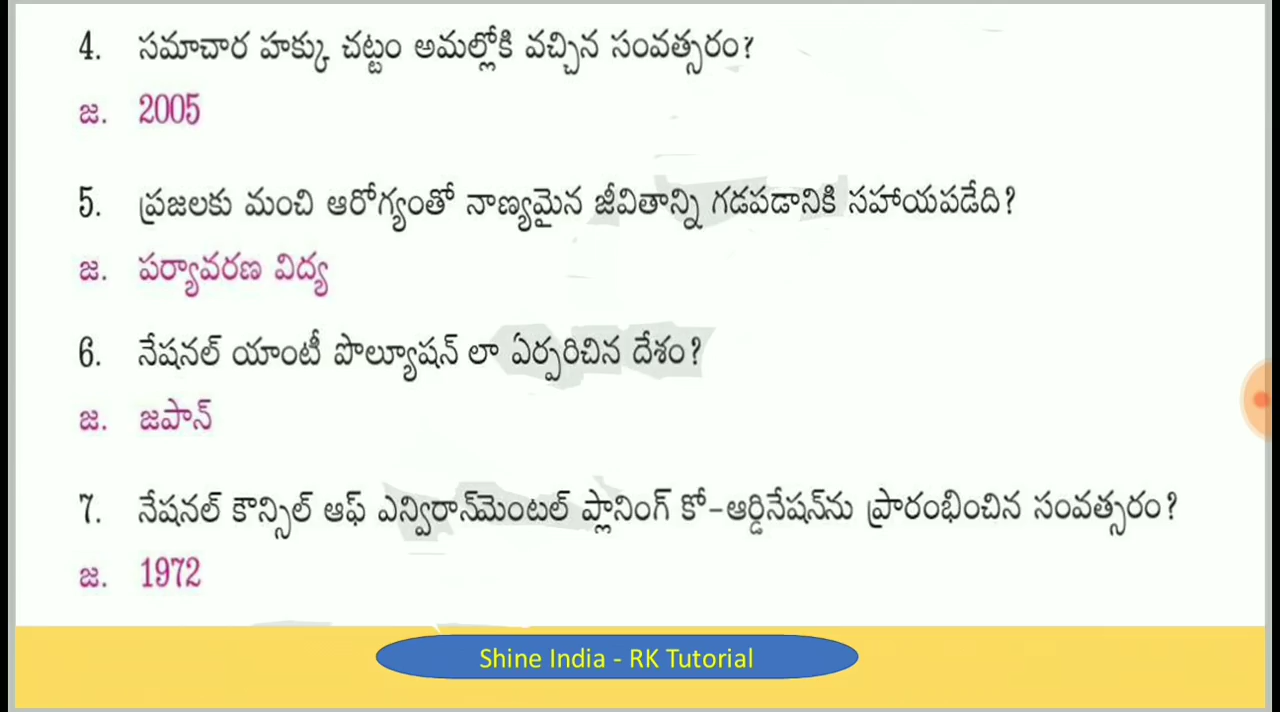 4. సమాచార హక్కు చట్టం అమల్లోకి వచ్చిన సంవత్సరం?
జ. 2005
5. ప్రజలకు మంచి ఆరోగ్యంతో నాణ్యమైన జీవితాన్ని గడపడానికి సహాయపడేది?
జ. పర్యావరణ విద్య
6. నేషనల్ యాంటీ పొల్యూషన్ లా ఏర్పరిచిన దేశం?
జ. జపాన్
7. నేషనల్ కౌన్సిల్ ఆఫ్ ఎన్విరాన్‌మెంటల్ ప్లానింగ్ కో-ఆర్డినేషన్‌ను ప్రారంభించిన సంవత్సరం?
జ. 1972
Shine India - RK Tutorial